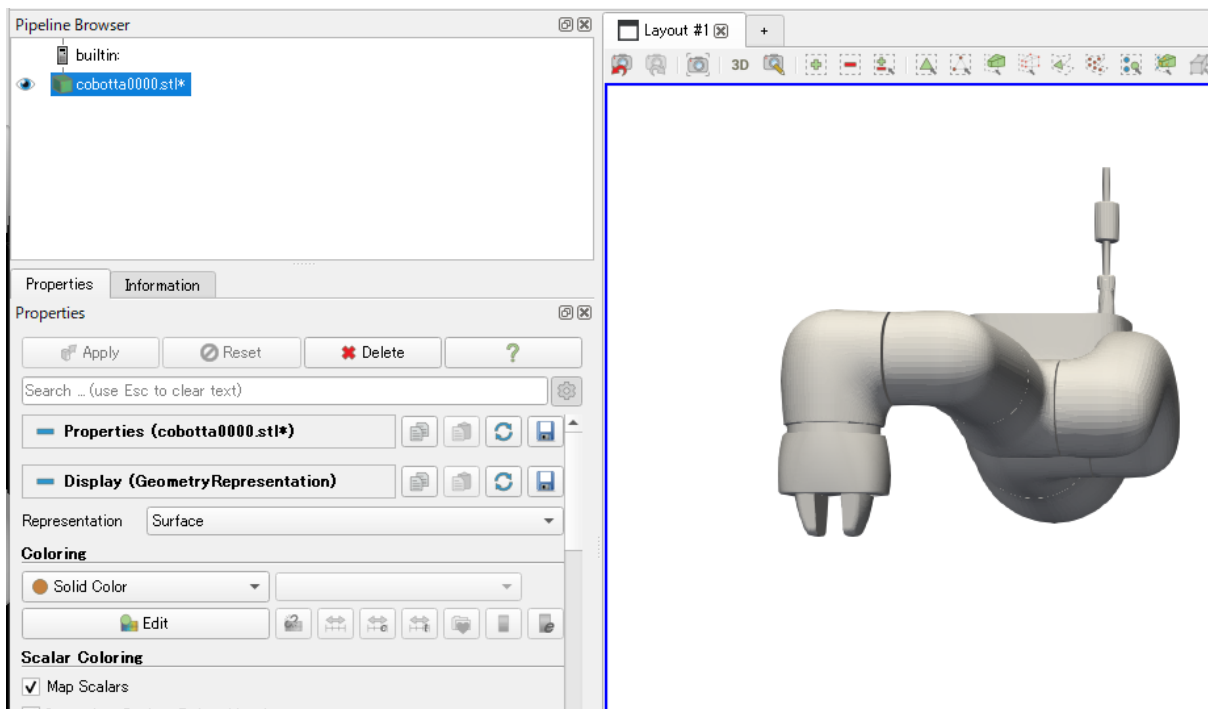 Pipeline Browser
builtin:
cobotta0000.stl*
Properties
Information
Properties
Apply
Reset
Delete
?
Search ... (use Esc to clear text)
Properties (cobotta0000.stl*)
Display (GeometryRepresentation)
Representation
Surface
Coloring
Solid Color
Edit
Scalar Coloring
Map Scalars
Layout #1
+
3D